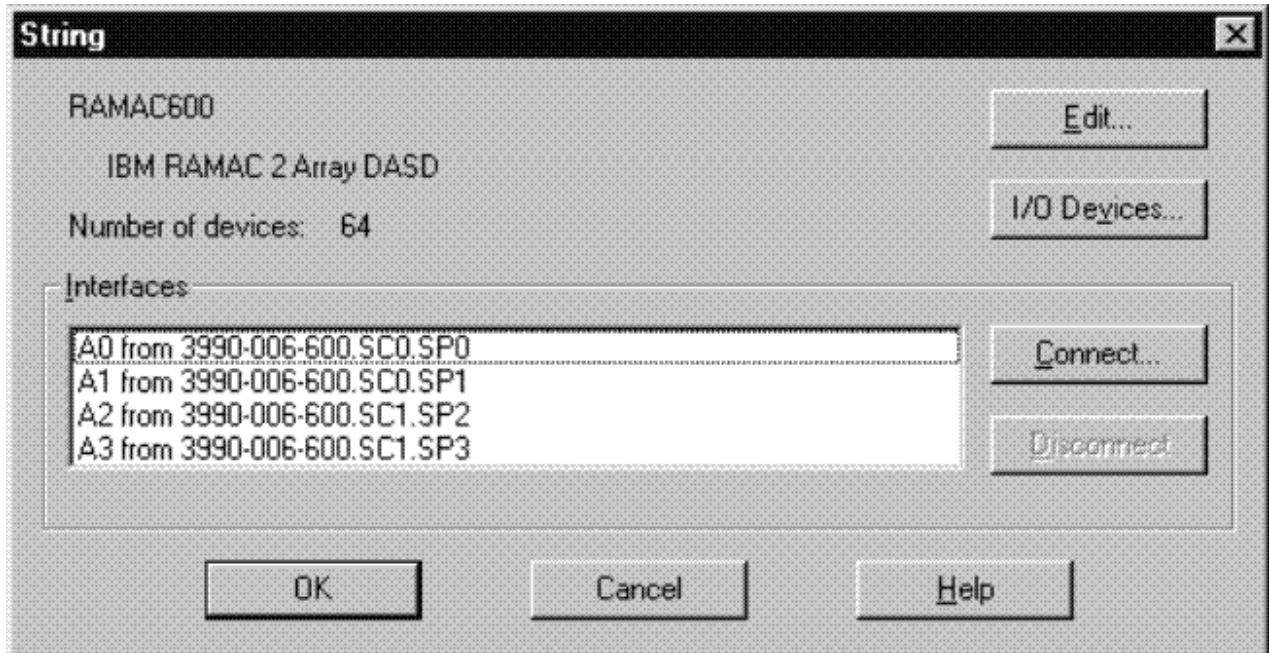 String
RAMAC600
Edit...
IBM RAMAC 2 Array DASD
I/O Devices...
Number of devices: 64
Interfaces
A0 from 3990-006-600.SC0.SP0
A1 from 3990-006-600.SC0.SP1
A2 from 3990-006-600.SC1.SP2
A3 from 3990-006-600.SC1.SP3
Connect...
Disconnect
OK
Cancel
Help